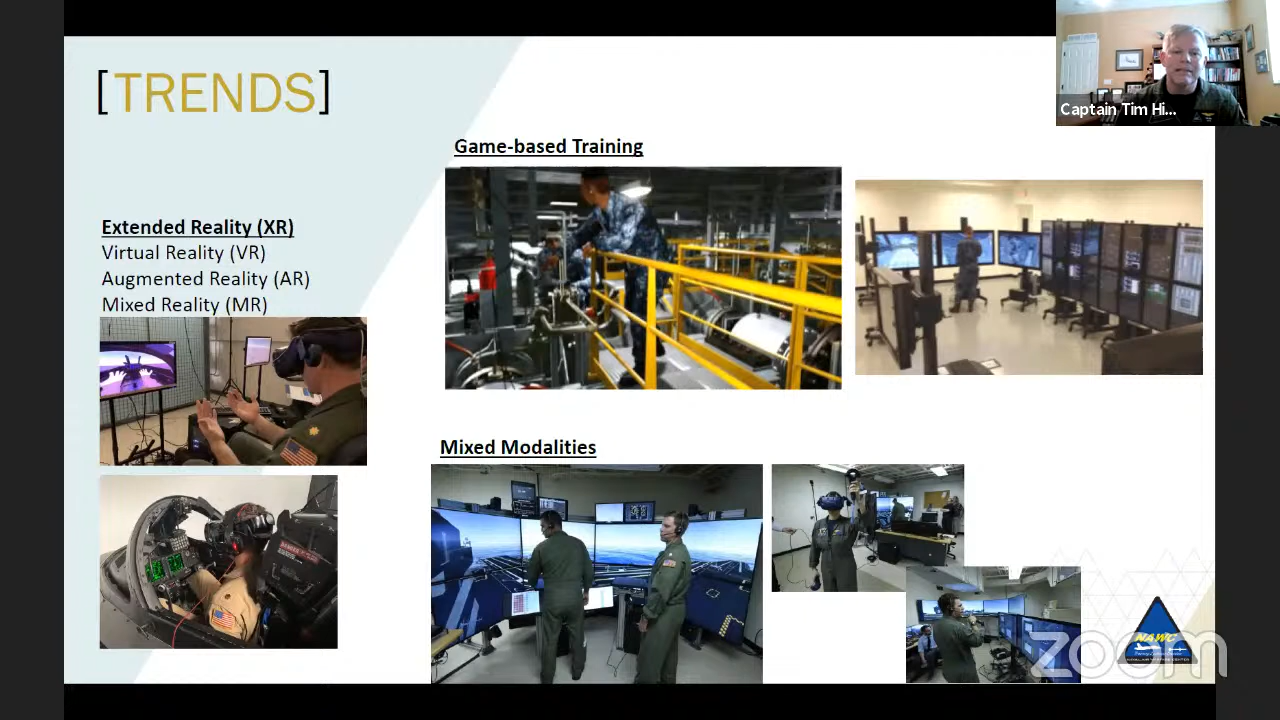 [TRENDS]
Captain Tim Hi...
Game-based Training
Extended Reality (XR)
Virtual Reality (VR)
Augmented Reality (AR)
Mixed Reality (MR)
Mixed Modalities
NAWC
zoom